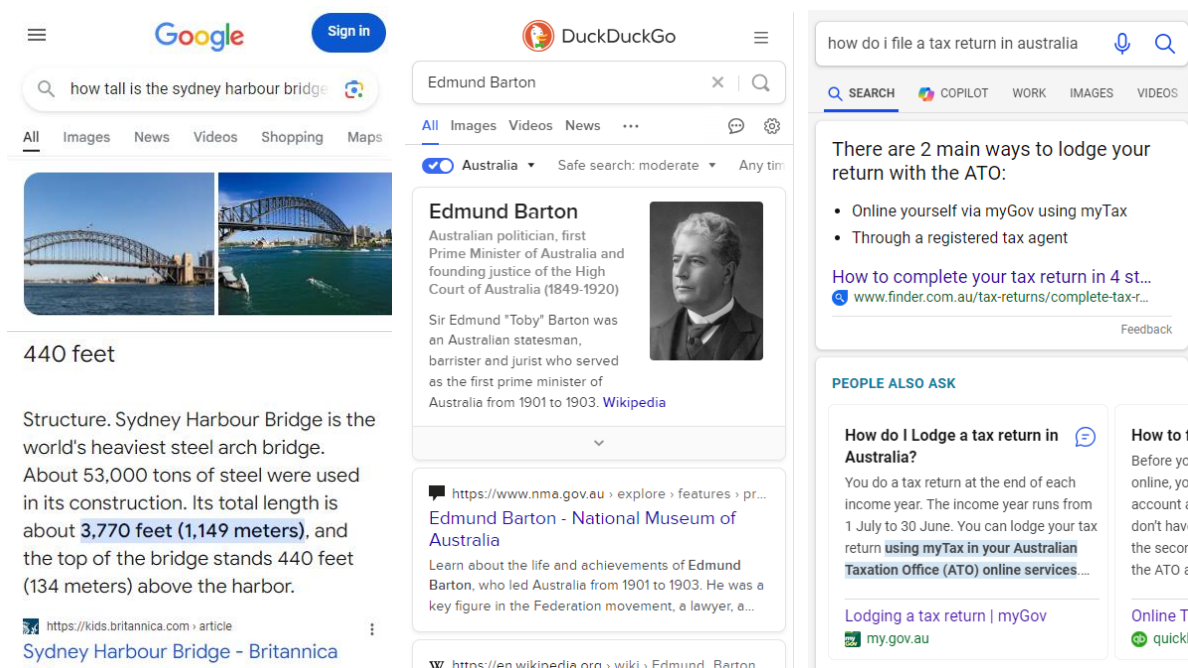 Google
Sign in
how tall is the sydney harbour bridge
All Images News Videos Shopping Maps
440 feet
Structure. Sydney Harbour Bridge is the
world's heaviest steel arch bridge.
About 53,000 tons of steel were used
in its construction. Its total length is
about 3,770 feet (1,149 meters), and
the top of the bridge stands 440 feet
(134 meters) above the harbor.
https://kids.britannica.com › article
Sydney Harbour Bridge - Britannica
DuckDuckGo
Edmund Barton
All Images Videos News
Australia Safe search: moderate Any tim
Edmund Barton
Australian politician, first
Prime Minister of Australia and
founding justice of the High
Court of Australia (1849-1920)
Sir Edmund "Toby" Barton was
an Australian statesman,
barrister and jurist who served
as the first prime minister of
Australia from 1901 to 1903. Wikipedia
https://www.nma.gov.au › explore › features › pr...
Edmund Barton - National Museum of
Australia
Learn about the life and achievements of Edmund
Barton, who led Australia from 1901 to 1903. He was a
key figure in the Federation movement, a lawyer, a...
https://en.wikipedia.org › wiki › Edmund_Barton
how do i file a tax return in australia
SEARCH COPILOT WORK IMAGES VIDEOS
There are 2 main ways to lodge your
return with the ATO:
• Online yourself via myGov using myTax
• Through a registered tax agent
How to complete your tax return in 4 st...
www.finder.com.au/tax-returns/complete-tax-r...
Feedback
PEOPLE ALSO ASK
How do I Lodge a tax return in
Australia?
You do a tax return at the end of each
income year. The income year runs from
1 July to 30 June. You can lodge your tax
return using myTax in your Australian
Taxation Office (ATO) online services....
Lodging a tax return | myGov
my.gov.au
How to f
Before yo
online, yo
account a
don't have
the secon
the ATO a
Online T
quickl